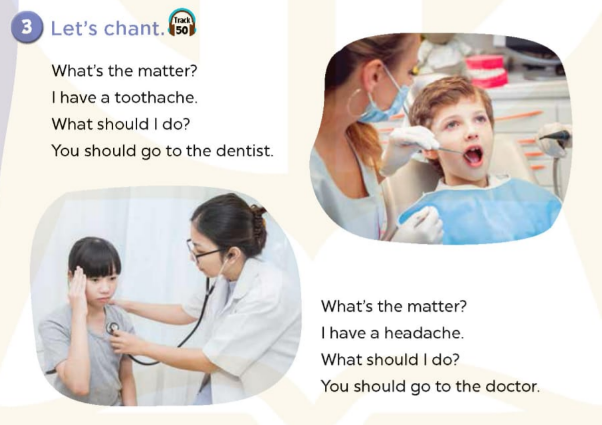 3 Let's chant. Track 50
What's the matter?
I have a toothache.
What should I do?
You should go to the dentist.
What's the matter?
I have a headache.
What should I do?
You should go to the doctor.